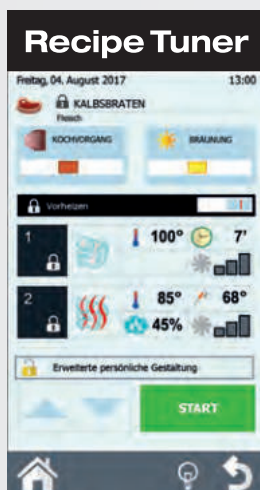 Recipe Tuner
Freitag, 04. August 2017 13:00
KALBSBRATEN
Fleisch
KOCHVORGANG BRÄUNUNG
Vorheizen
1 100° 7'
2 85° 68°
45%
Erweiterte persönliche Gestaltung
START